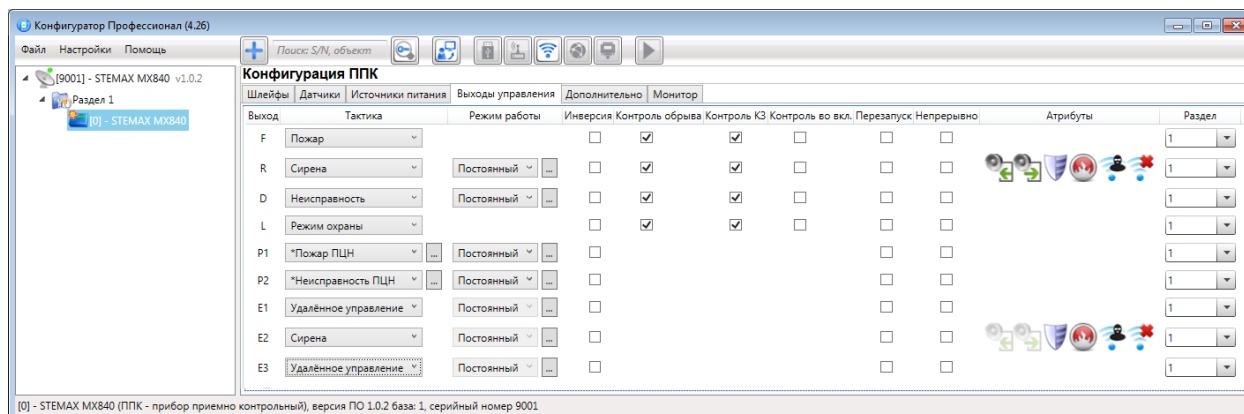 Конфигуратор Профессионал (4.26)
Файл Настройки Помощь Поиск: S/N, объект
[9001] - STEMAX MX840 v1.0.2
Раздел 1
[0] - STEMAX MX840
Конфигурация ППК
Шлейфы Датчики Источники питания Выходы управления Дополнительно Монитор
Выход Тактика Режим работы Инверсия Контроль обрыва Контроль КЗ Контроль во вкл. Перезапуск Непрерывно Атрибуты Раздел
F Пожар 1
R Сирена Постоянный ... 1
D Неисправность Постоянный ... 1
L Режим охраны 1
P1 *Пожар ПЦН ... Постоянный ... 1
P2 *Неисправность ПЦН ... Постоянный ... 1
E1 Удалённое управление Постоянный ... 1
E2 Сирена Постоянный ... 1
E3 Удалённое управление Постоянный ... 1
[0] - STEMAX MX840 (ППК - прибор приемно контрольный), версия ПО 1.0.2 база: 1, серийный номер 9001